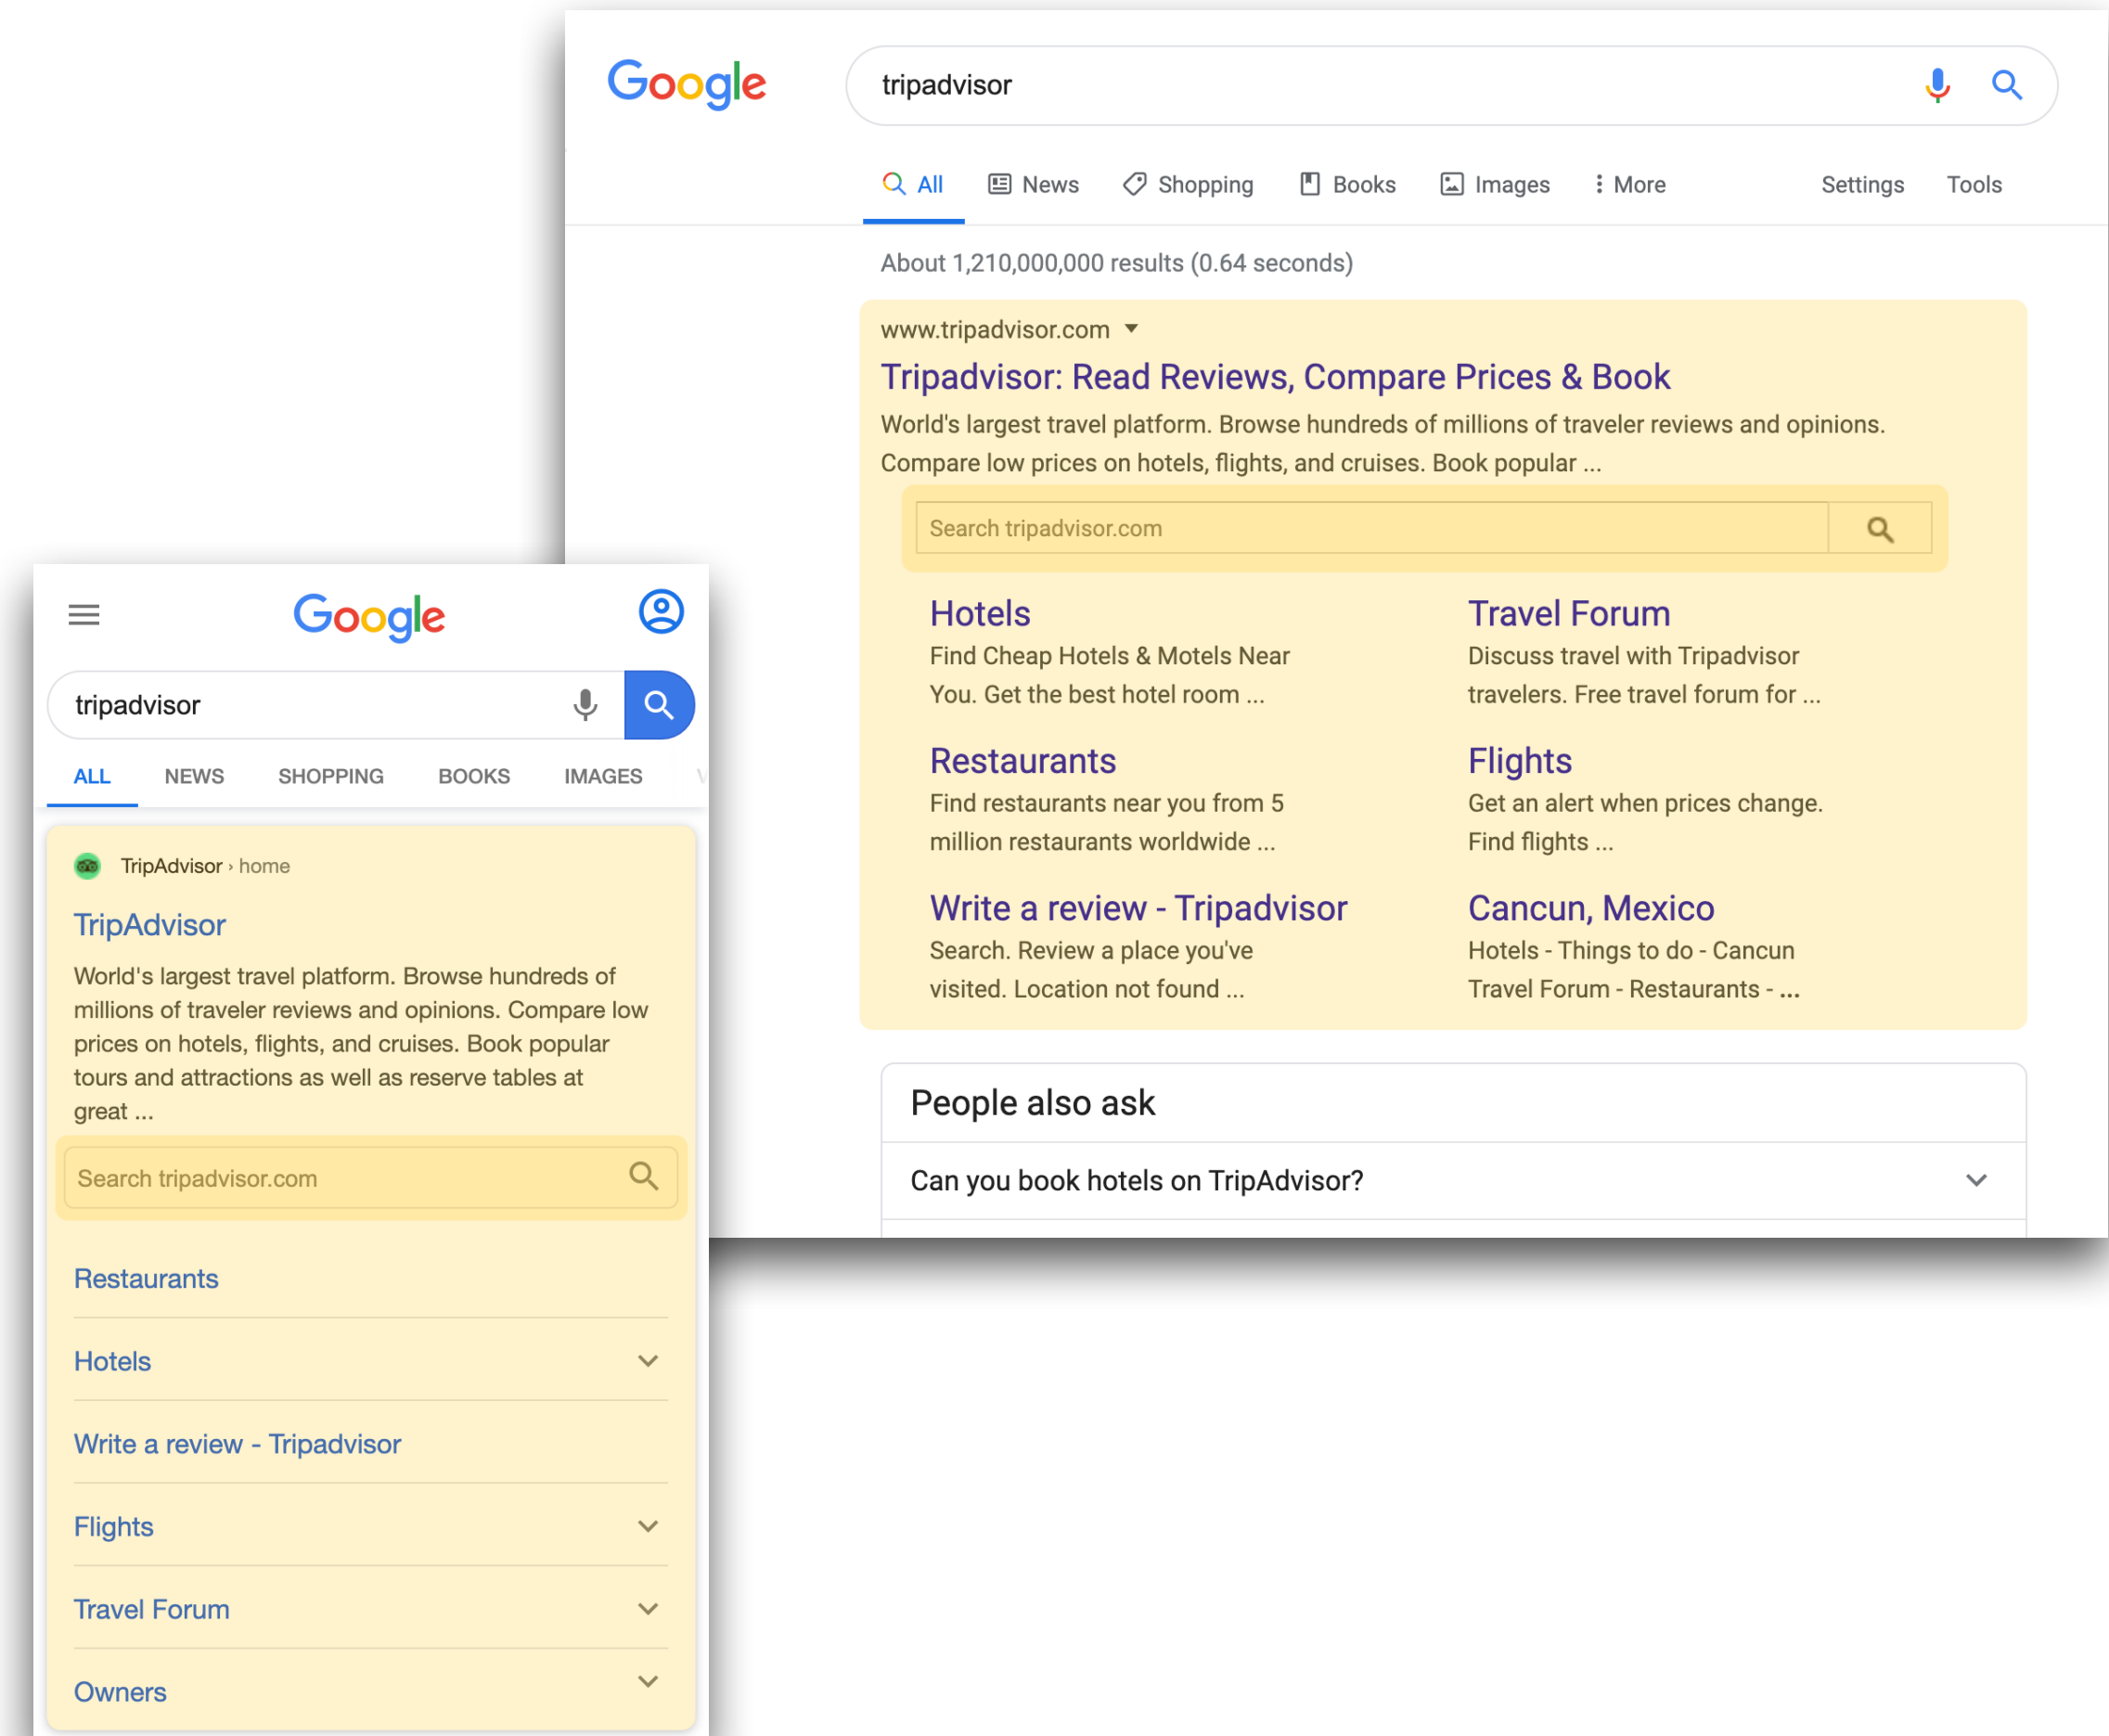 Google
tripadvisor
All
News
Shopping
Books
Images
More
Settings
Tools
About 1,210,000,000 results (0.64 seconds)
www.tripadvisor.com
Tripadvisor: Read Reviews, Compare Prices & Book
World's largest travel platform. Browse hundreds of millions of traveler reviews and opinions.
Compare low prices on hotels, flights, and cruises. Book popular ...
Search tripadvisor.com
Hotels
Find Cheap Hotels & Motels Near
You. Get the best hotel room ...
Travel Forum
Discuss travel with Tripadvisor
travelers. Free travel forum for ...
Restaurants
Find restaurants near you from 5
million restaurants worldwide ...
Flights
Get an alert when prices change.
Find flights ...
Write a review - Tripadvisor
Search. Review a place you've
visited. Location not found ...
Cancun, Mexico
Hotels - Things to do - Cancun
Travel Forum - Restaurants - ...
People also ask
Can you book hotels on TripAdvisor?
Google
tripadvisor
ALL
NEWS
SHOPPING
BOOKS
IMAGES
TripAdvisor › home
TripAdvisor
World's largest travel platform. Browse hundreds of
millions of traveler reviews and opinions. Compare low
prices on hotels, flights, and cruises. Book popular
tours and attractions as well as reserve tables at
great ...
Search tripadvisor.com
Restaurants
Hotels
Write a review - Tripadvisor
Flights
Travel Forum
Owners